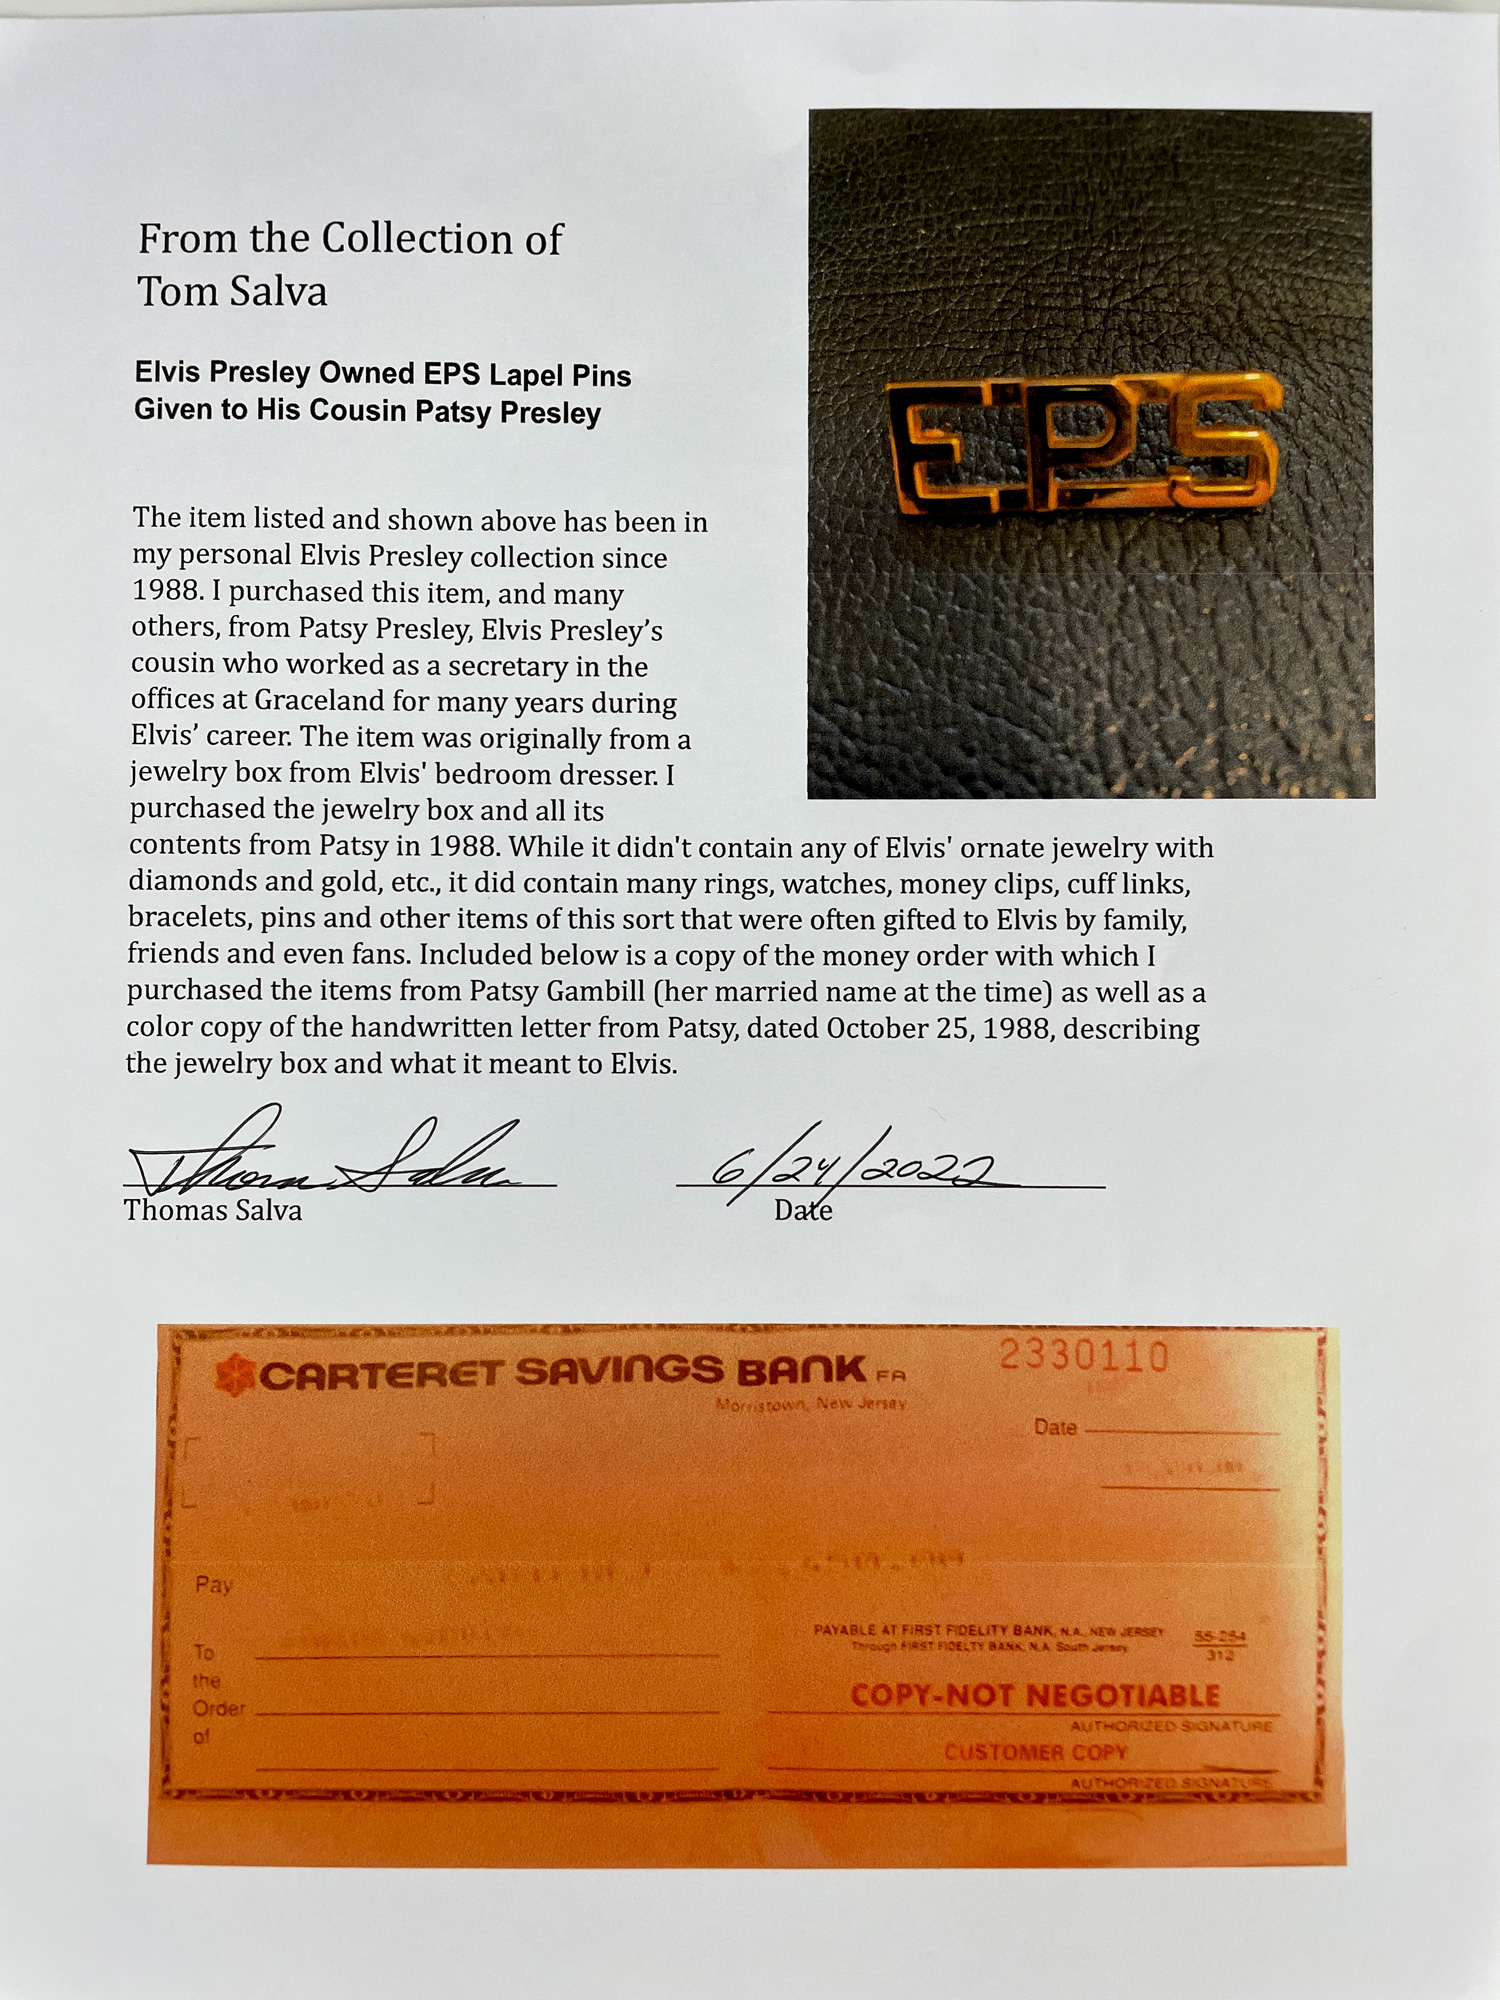 From the Collection of
Tom Salva
Elvis Presley Owned EPS Lapel Pins
Given to His Cousin Patsy Presley
EPS
The item listed and shown above has been in
my personal Elvis Presley collection since
1988. I purchased this item, and many
others, from Patsy Presley, Elvis Presley’s
cousin who worked as a secretary in the
offices at Graceland for many years during
Elvis’ career. The item was originally from a
jewelry box from Elvis' bedroom dresser. I
purchased the jewelry box and all its
contents from Patsy in 1988. While it didn't contain any of Elvis' ornate jewelry with
diamonds and gold, etc., it did contain many rings, watches, money clips, cuff links,
bracelets, pins and other items of this sort that were often gifted to Elvis by family,
friends and even fans. Included below is a copy of the money order with which I
purchased the items from Patsy Gambill (her married name at the time) as well as a
color copy of the handwritten letter from Patsy, dated October 25, 1988, describing
the jewelry box and what it meant to Elvis.
Thomas Salva 6/24/2022
Thomas Salva Date
CARTERET SAVINGS BANK FA 2330110
Morristown, New Jersey
Date
Pay
To
the
Order
of
PAYABLE AT FIRST FIDELITY BANK, N.A., NEW JERSEY 55-254
Through FIRST FIDELTY BANK, N.A. South Jersey 312
COPY-NOT NEGOTIABLE
AUTHORIZED SIGNATURE
CUSTOMER COPY
AUTHORIZED SIGNATURE